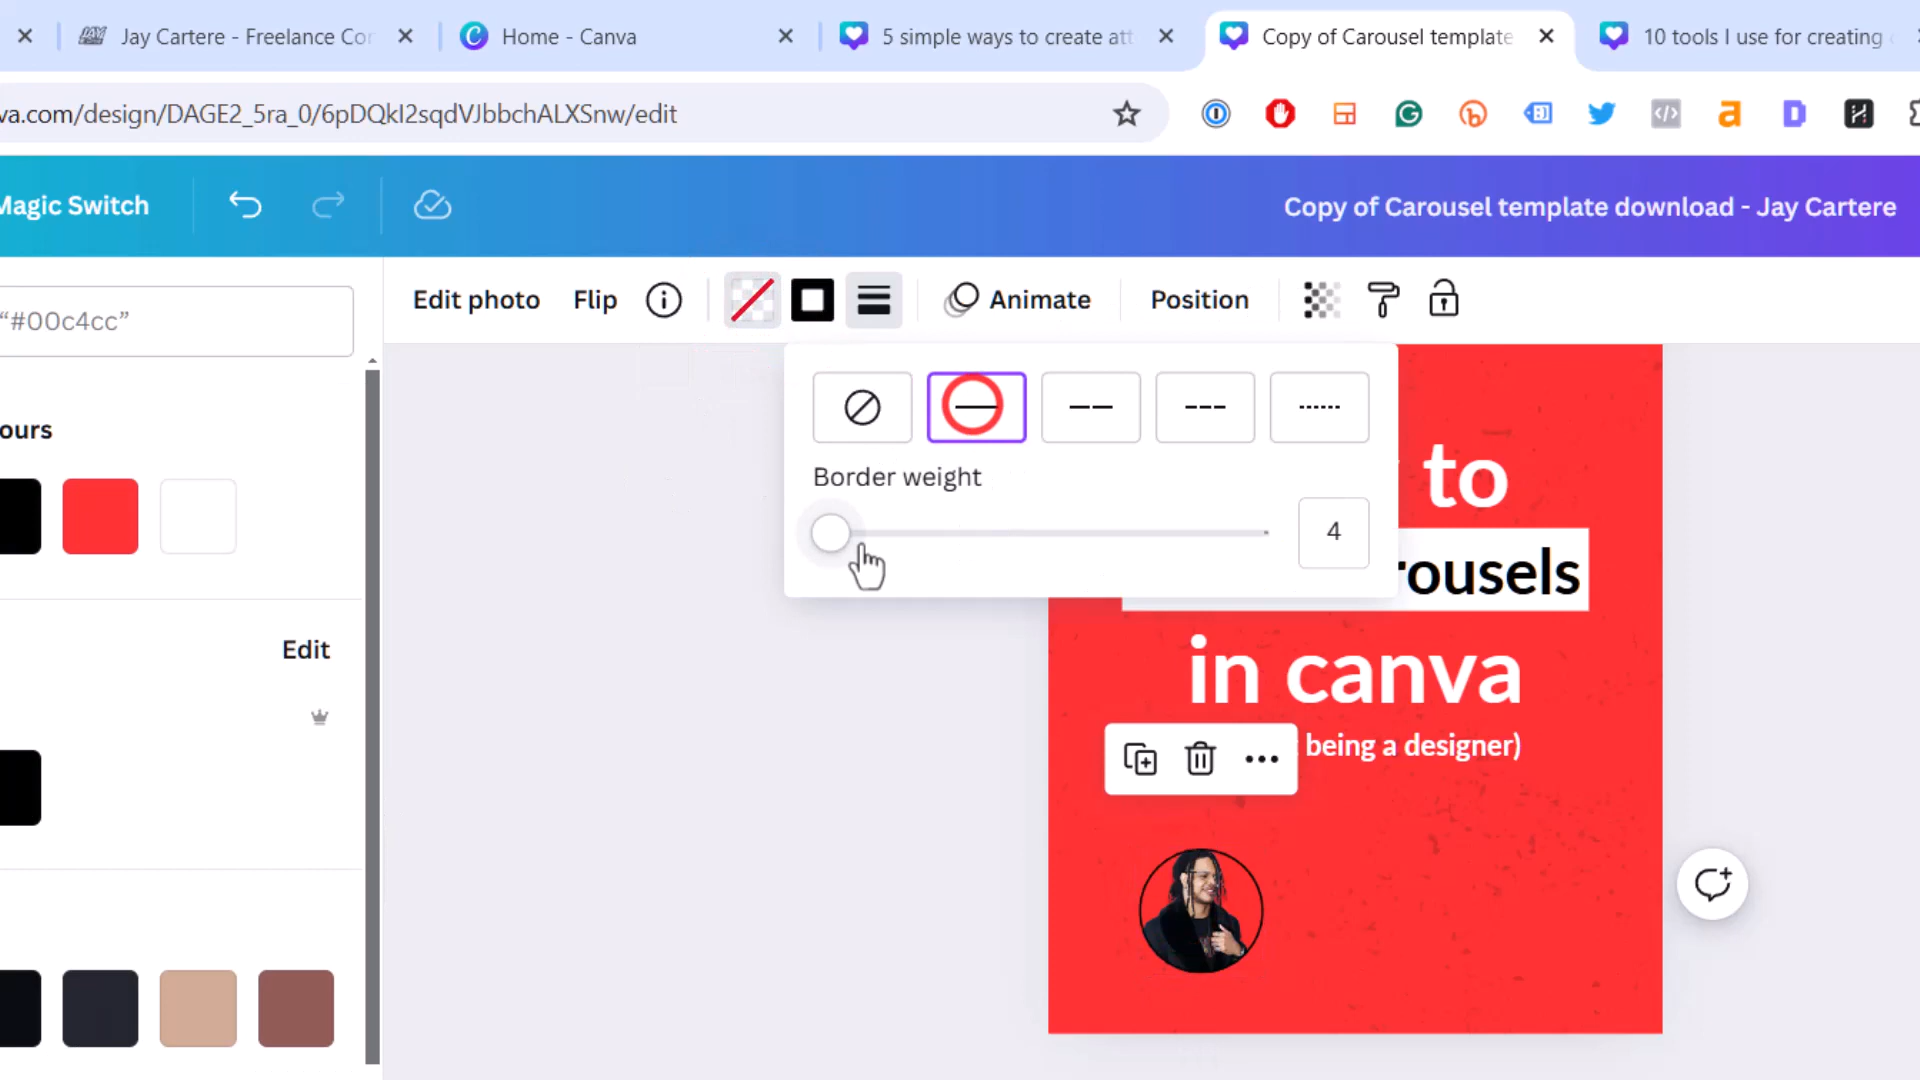 Jay Cartere - Freelance Cor
Home - Canva
5 simple ways to create att
Copy of Carousel template
10 tools I use for creating
va.com/design/DAGE2_5ra_0/6pDQkI2sqdVJbbchALXSnw/edit
Magic Switch
Copy of Carousel template download - Jay Cartere
"#00c4cc"
Edit photo
Flip
Animate
Position
ours
Border weight
4
Edit
to
rousels
in canva
being a designer)